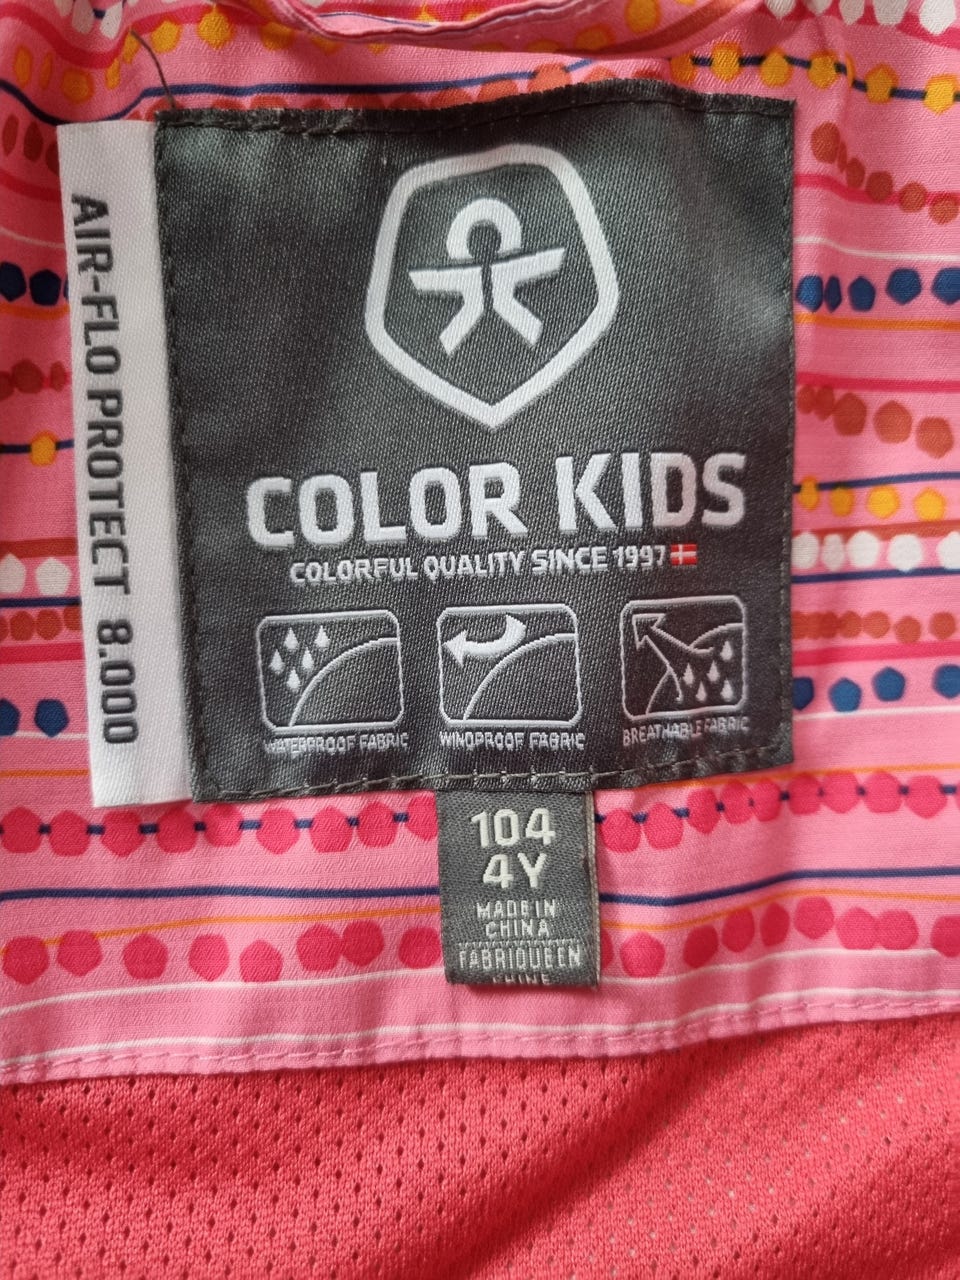 AIR-FLO PROTECT 8.000
COLOR KIDS
COLORFUL QUALITY SINCE 1997
WATERPROOF FABRIC
WINDPROOF FABRIC
BREATHABLE FABRIC
104
4Y
MADE IN
CHINA
FABRIQUE EN
CHINE